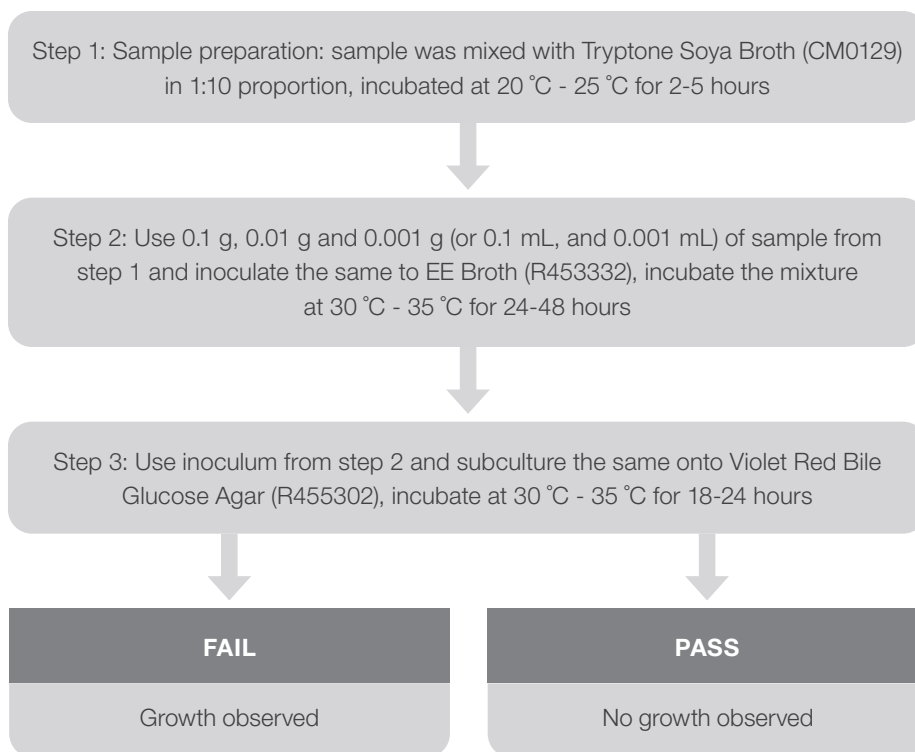 Step 1: Sample preparation: sample was mixed with Tryptone Soya Broth (CM0129)
in 1:10 proportion, incubated at 20 ˚C - 25 ˚C for 2-5 hours
Step 2: Use 0.1 g, 0.01 g and 0.001 g (or 0.1 mL, and 0.001 mL) of sample from
step 1 and inoculate the same to EE Broth (R453332), incubate the mixture
at 30 ˚C - 35 ˚C for 24-48 hours
Step 3: Use inoculum from step 2 and subculture the same onto Violet Red Bile
Glucose Agar (R455302), incubate at 30 ˚C - 35 ˚C for 18-24 hours
FAIL
Growth observed
PASS
No growth observed